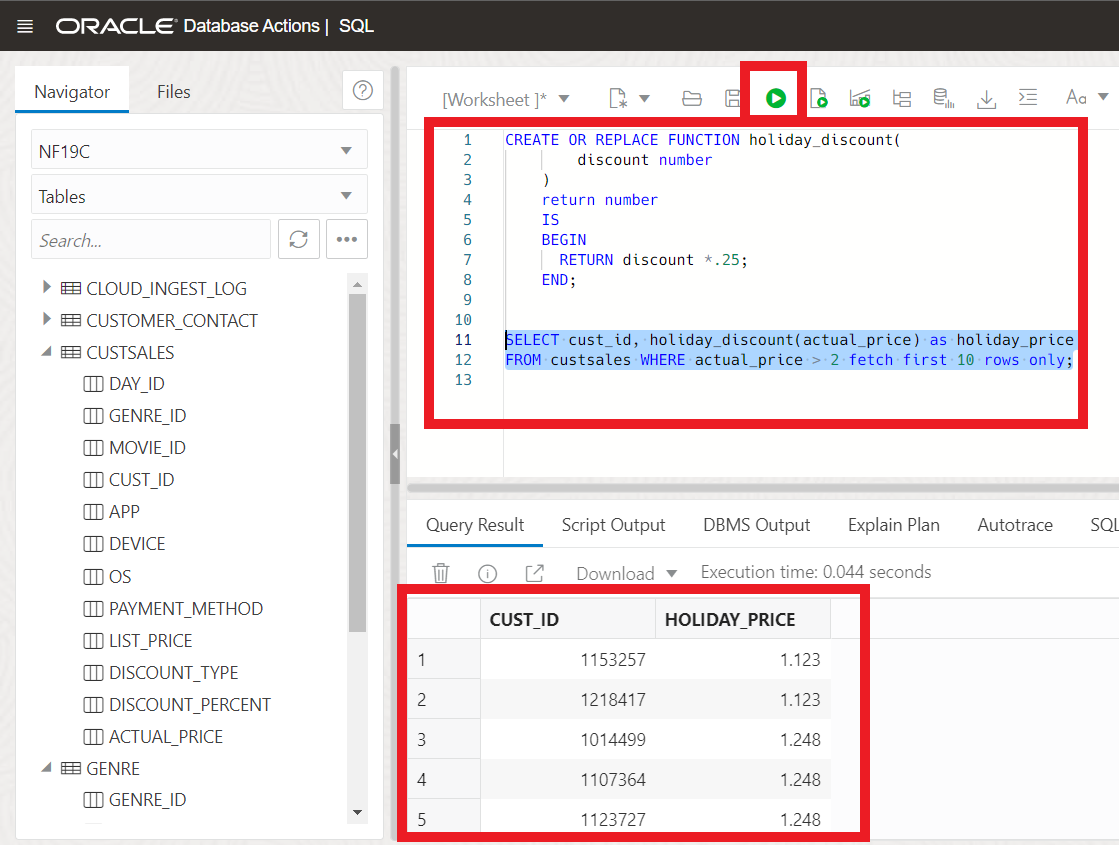 ORACLE® Database Actions | SQL
Navigator
Files
NF19C
Tables
Search...
CLOUD_INGEST_LOG
CUSTOMER_CONTACT
CUSTSALES
DAY_ID
GENRE_ID
MOVIE_ID
CUST_ID
APP
DEVICE
OS
PAYMENT_METHOD
LIST_PRICE
DISCOUNT_TYPE
DISCOUNT_PERCENT
ACTUAL_PRICE
GENRE
GENRE_ID
[Worksheet ]*
Aa
1 CREATE OR REPLACE FUNCTION holiday_discount(
2 discount number
3 )
4 return number
5 IS
6 BEGIN
7 RETURN discount *.25;
8 END;
9
10
11 SELECT cust_id, holiday_discount(actual_price) as holiday_price
12 FROM custsales WHERE actual_price > 2 fetch first 10 rows only;
13
Query Result Script Output DBMS Output Explain Plan Autotrace SQL
Download Execution time: 0.044 seconds
CUST_ID HOLIDAY_PRICE
1 1153257 1.123
2 1218417 1.123
3 1014499 1.248
4 1107364 1.248
5 1123727 1.248